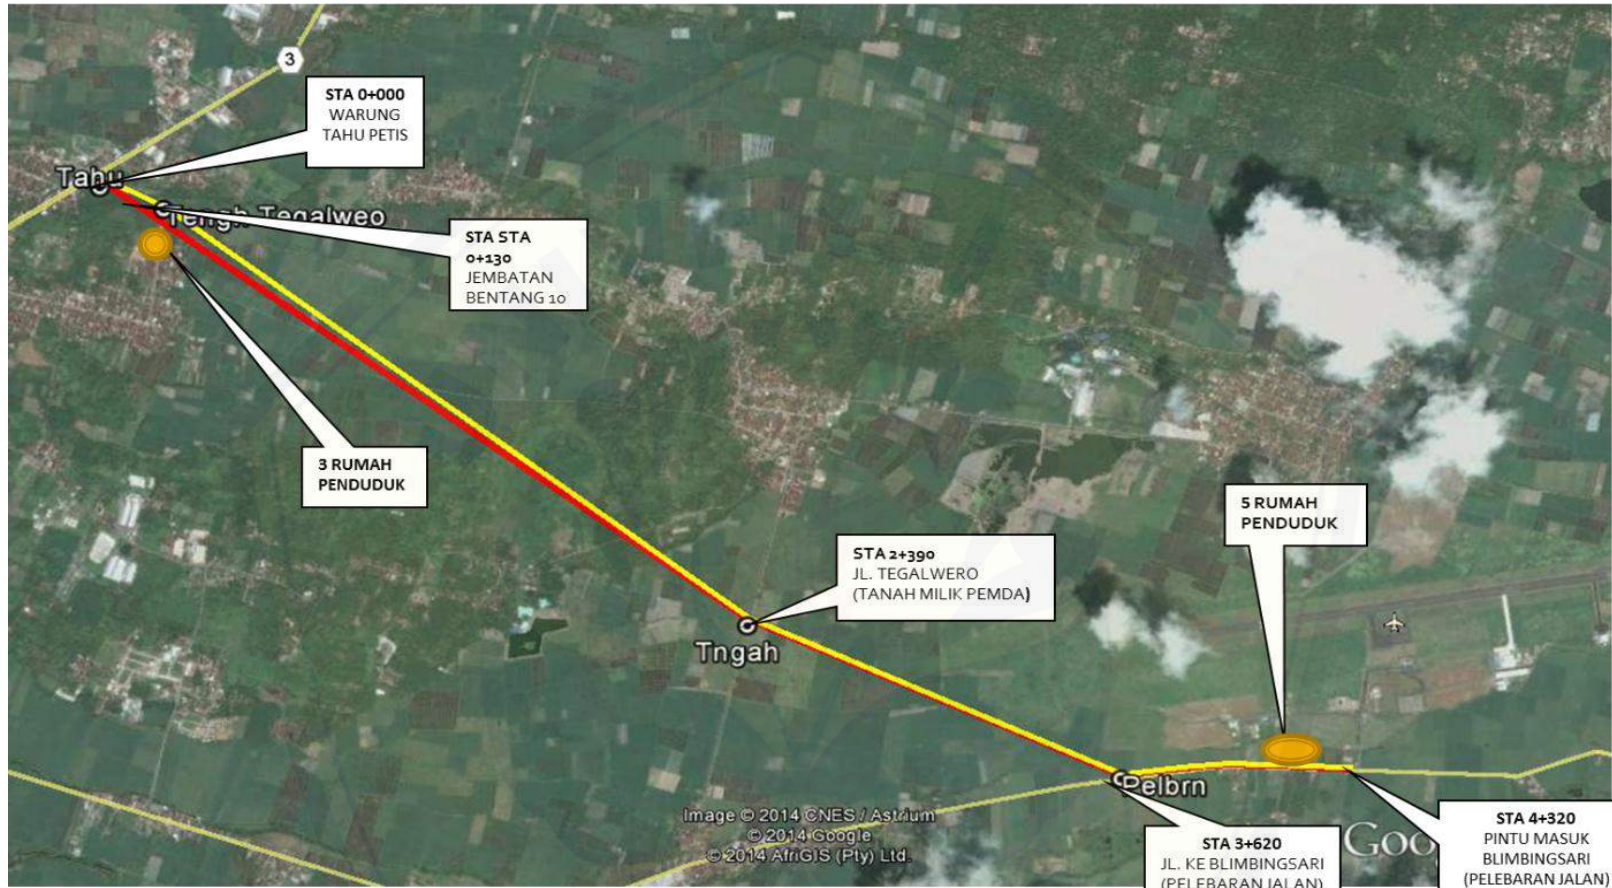 3
STA 0+000
WARUNG
TAHU PETIS
Tahu
Tengh Tegalweo
STA STA
0+130
JEMBATAN
BENTANG 10
3 RUMAH
PENDUDUK
5 RUMAH
PENDUDUK
STA 2+390
JL. TEGALWERO
(TANAH MILIK PEMDA)
Tngah
Pelbrn
Image © 2014 CNES / Astrium
© 2014 Google
© 2014 AfriGIS (Pty) Ltd.
STA 3+620
JL. KE BLIMBINGSARI
(PELEBARAN JALAN)
Goo
STA 4+320
PINTU MASUK
BLIMBINGSARI
(PELEBARAN JALAN)